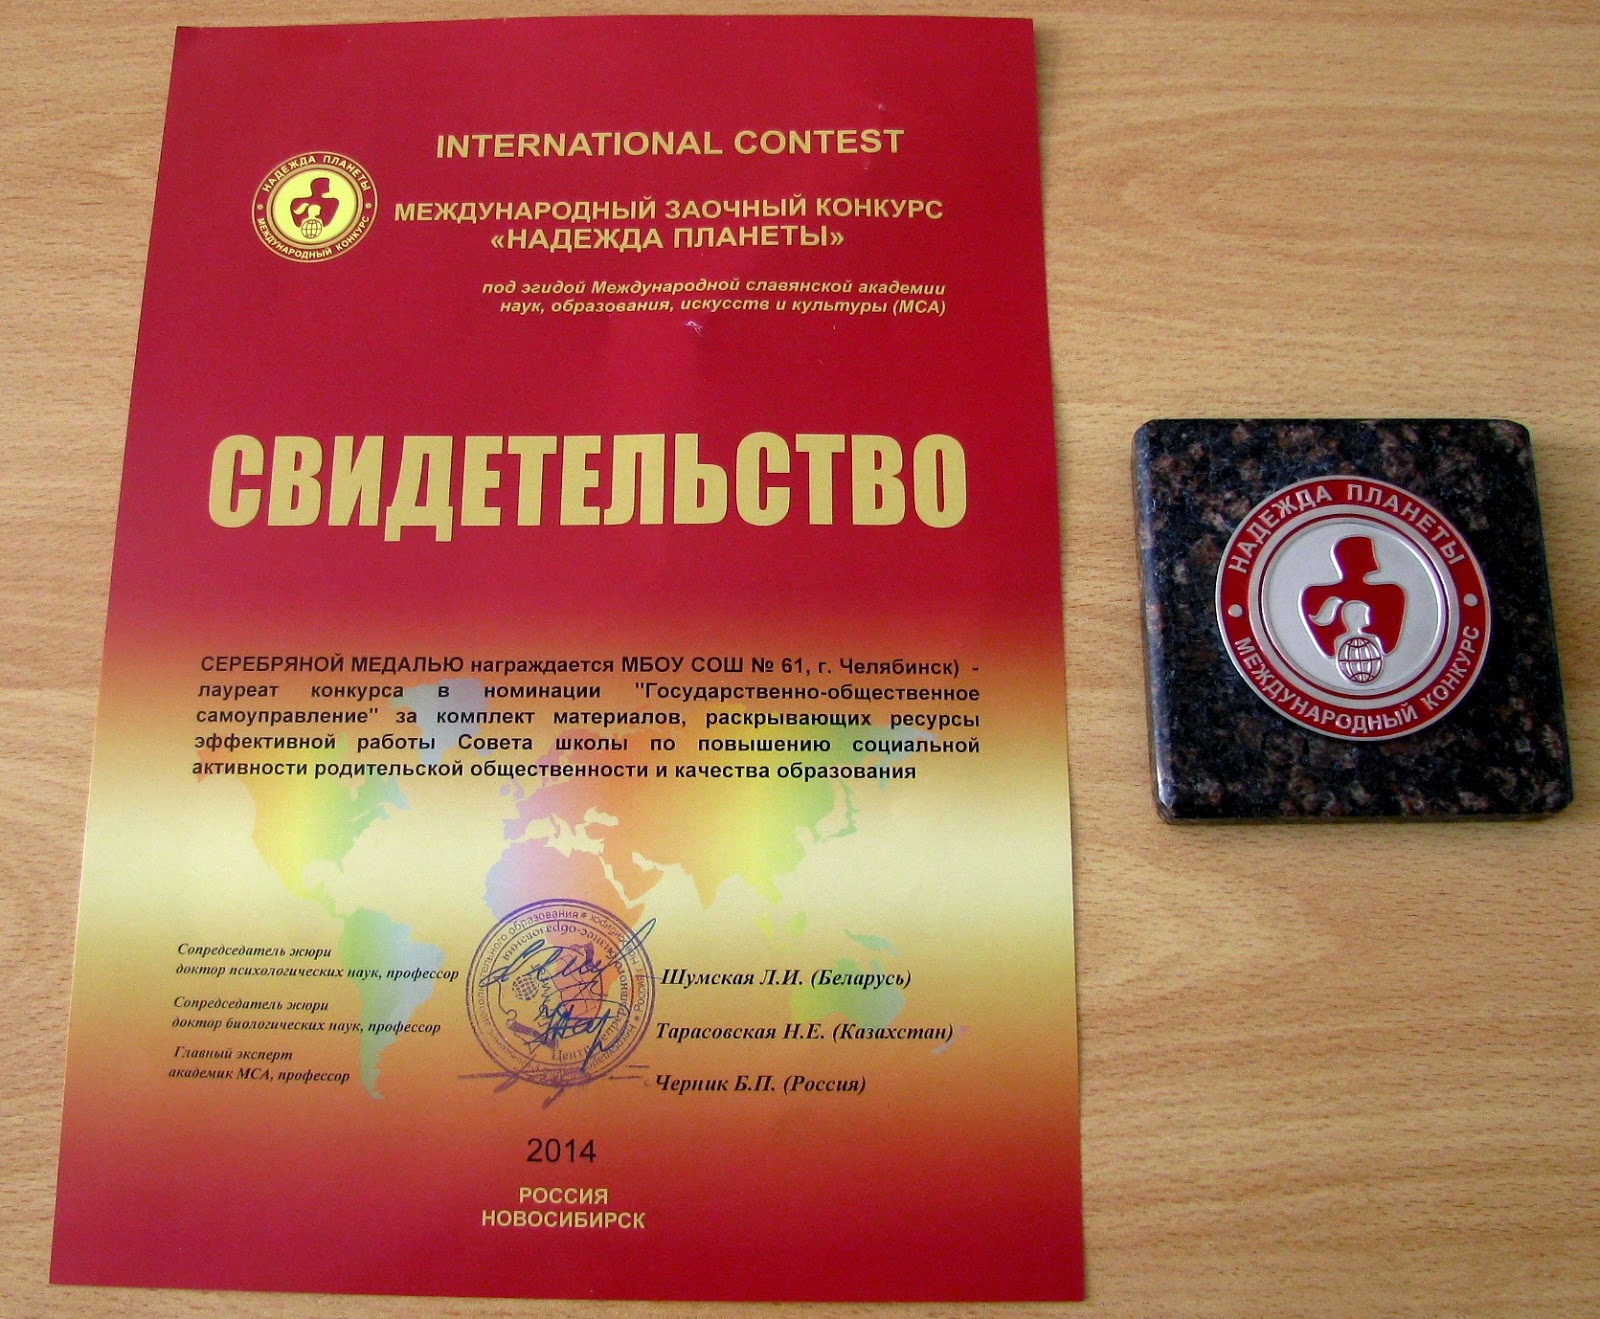 INTERNATIONAL CONTEST
НАДЕЖДА ПЛАНЕТЫ
МЕЖДУНАРОДНЫЙ КОНКУРС
МЕЖДУНАРОДНЫЙ ЗАОЧНЫЙ КОНКУРС
«НАДЕЖДА ПЛАНЕТЫ»
под эгидой Международной славянской академии
наук, образования, искусств и культуры (МСА)
СВИДЕТЕЛЬСТВО
СЕРЕБРЯНОЙ МЕДАЛЬЮ награждается МБОУ СОШ № 61, г. Челябинск) -
лауреат конкурса в номинации "Государственно-общественное
самоуправление" за комплект материалов, раскрывающих ресурсы
эффективной работы Совета школы по повышению социальной
активности родительской общественности и качества образования
Сопредседатель жюри
доктор психологических наук, профессор
Шумская Л.И. (Беларусь)
Сопредседатель жюри
доктор биологических наук, профессор
Тарасовская Н.Е. (Казахстан)
Главный эксперт
академик МСА, профессор
Черник Б.П. (Россия)
2014
РОССИЯ
НОВОСИБИРСК
НАДЕЖДА ПЛАНЕТЫ
МЕЖДУНАРОДНЫЙ КОНКУРС